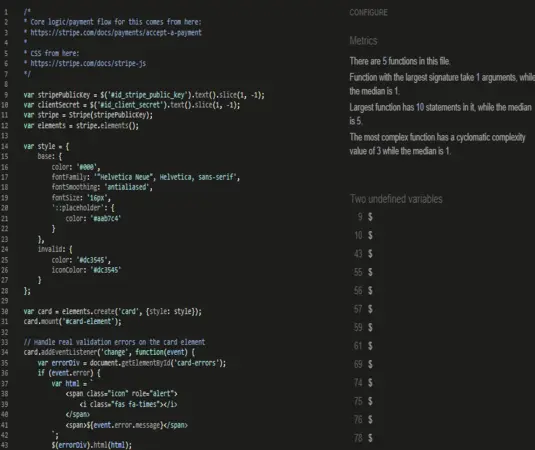 1 /*
2 * Core logic/payment flow for this comes from here:
3 * https://stripe.com/docs/payments/accept-a-payment
4 *
5 * CSS from here:
6 * https://stripe.com/docs/stripe-js
7 */
8
9 var stripePublicKey = $('#id_stripe_public_key').text().slice(1, -1);
10 var clientSecret = $('#id_client_secret').text().slice(1, -1);
11 var stripe = Stripe(stripePublicKey);
12 var elements = stripe.elements();
13
14 var style = {
15 base: {
16 color: '#000',
17 fontFamily: '"Helvetica Neue", Helvetica, sans-serif',
18 fontSmoothing: 'antialiased',
19 fontSize: '16px',
20 '::placeholder': {
21 color: '#aab7c4'
22 }
23 },
24 invalid: {
25 color: '#dc3545',
26 iconColor: '#dc3545'
27 }
28 };
29
30 var card = elements.create('card', {style: style});
31 card.mount('#card-element');
32
33 // Handle real validation errors on the card element
34 card.addEventListener('change', function(event) {
35 var errorDiv = document.getElementById('card-errors');
36 if (event.error) {
37 var html = `
38 <span class="icon" role="alert">
39 <i class="fas fa-times"></i>
40 </span>
41 <span>${event.error.message}</span>
42 `;
43 $(errorDiv).html(html);
CONFIGURE
Metrics
There are 5 functions in this file.
Function with the largest signature take 1 arguments, while
the median is 1.
Largest function has 10 statements in it, while the median
is 5.
The most complex function has a cyclomatic complexity
value of 3 while the median is 1.
Two undefined variables
9 $
10 $
43 $
55 $
56 $
57 $
59 $
61 $
69 $
74 $
75 $
76 $
78 $